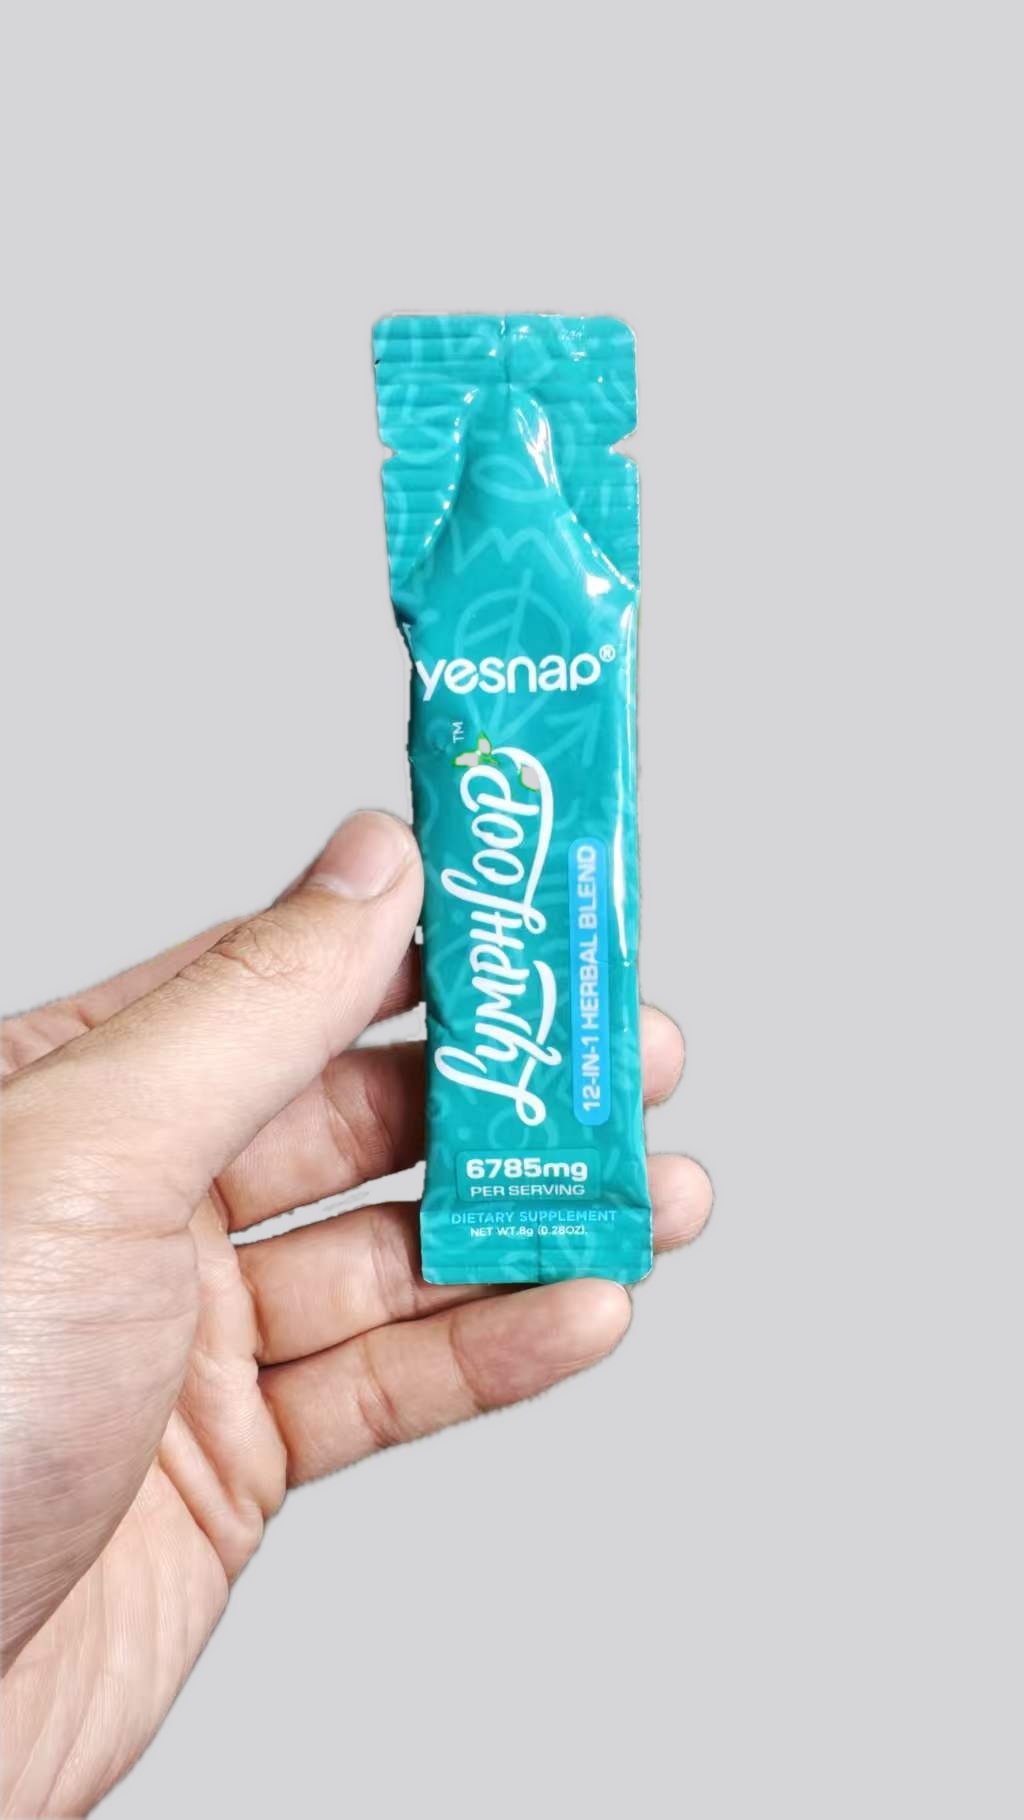 yesnap®
LYMPHLOOP™
12-IN-1 HERBAL BLEND
6785mg
PER SERVING
DIETARY SUPPLEMENT
NET WT.8g (0.28OZ).